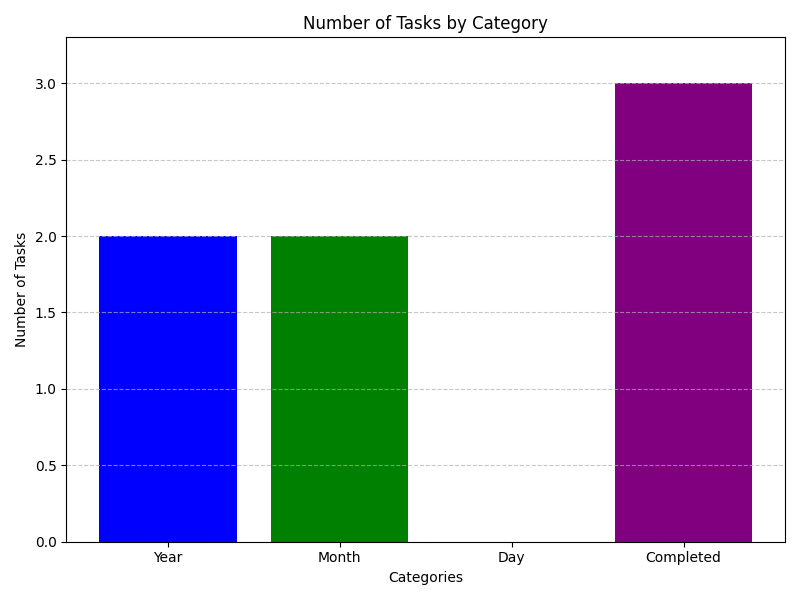 Number of Tasks by Category
3.0
2.5
2.0
1.5
1.0
0.5
0.0
Number of Tasks
Year Month Day Completed
Categories